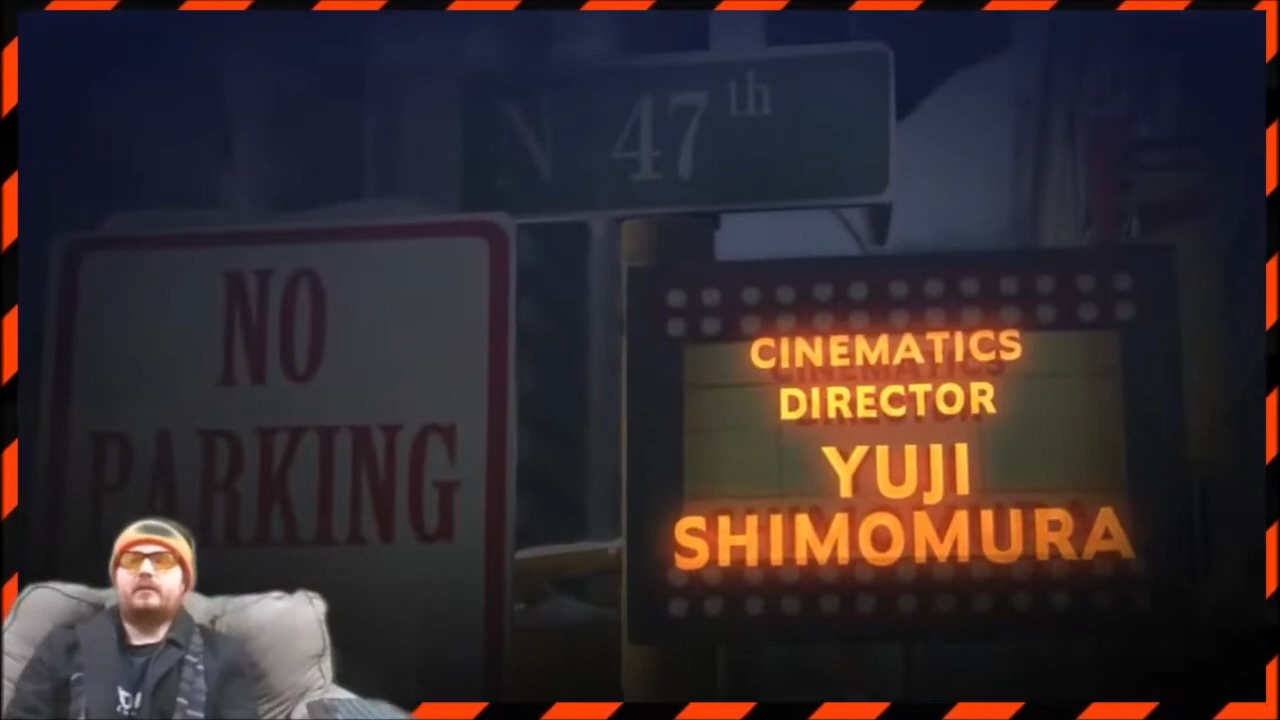 N 47th
NO
PARKING
CINEMATICS
DIRECTOR
YUJI
SHIMOMURA